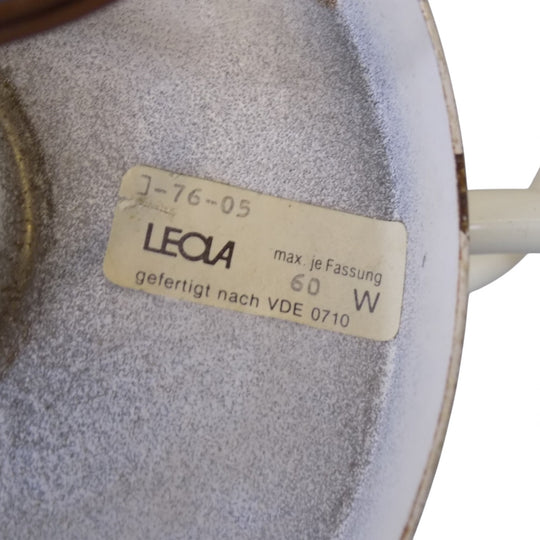 J-76-05
LEOLA
max. je Fassung
60 W
gefertigt nach VDE 0710